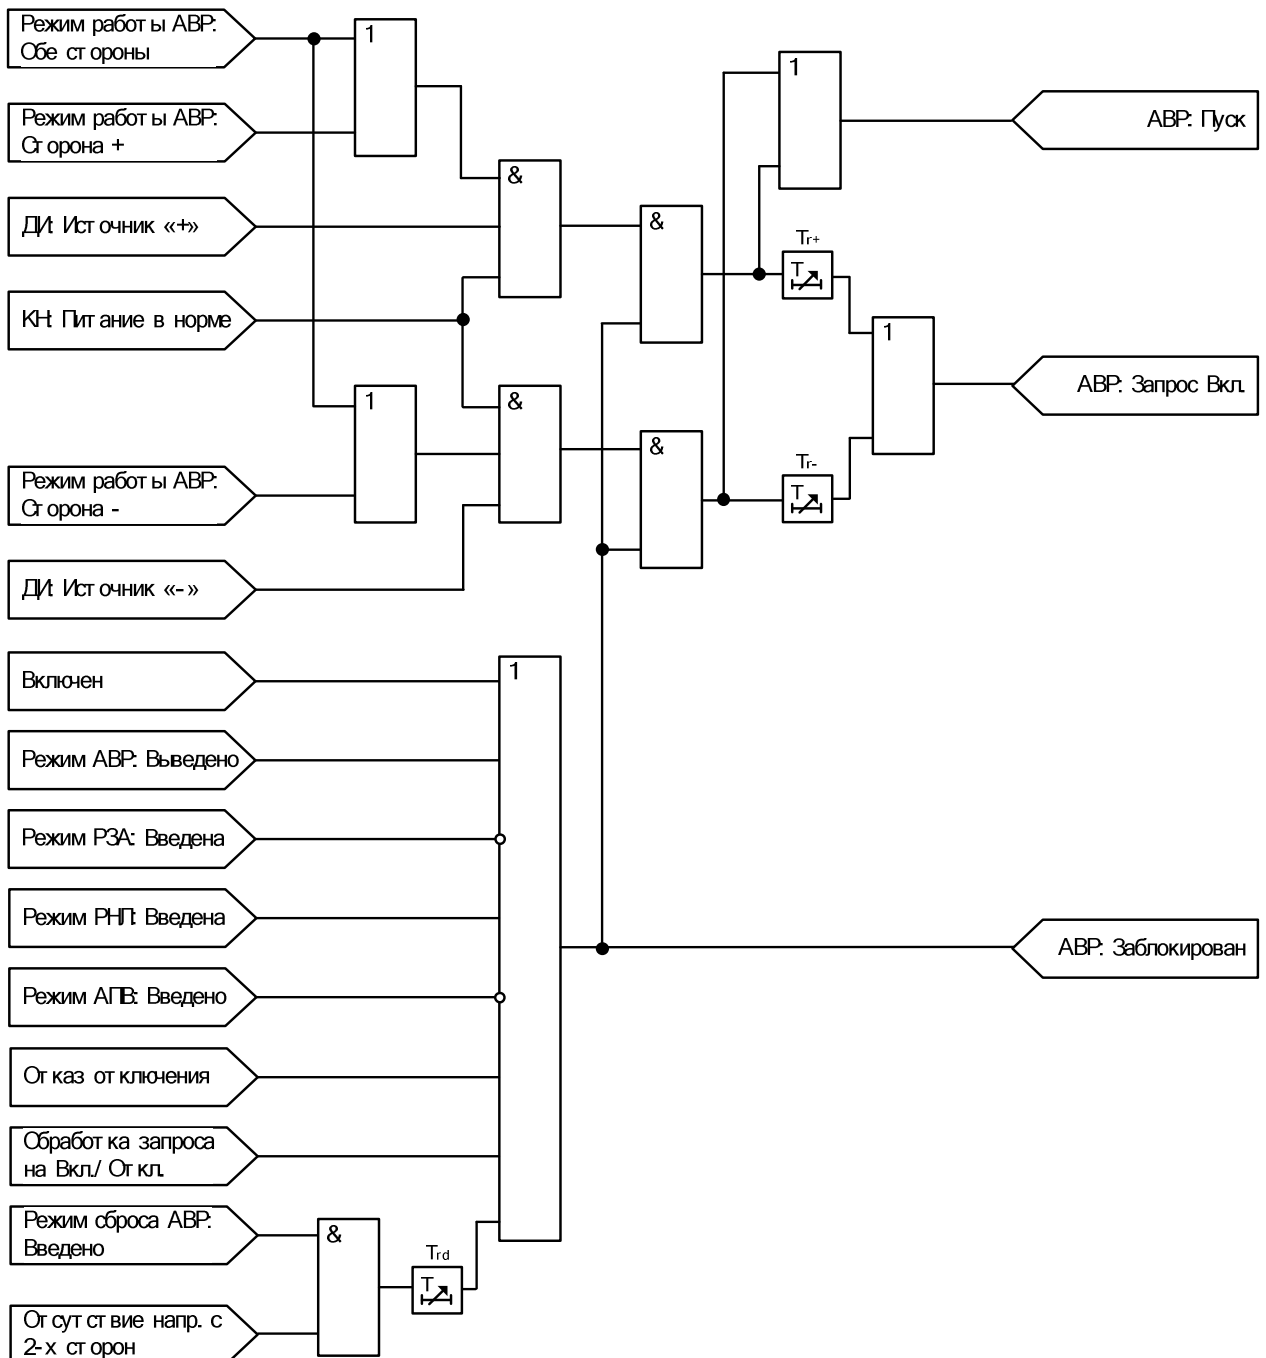 Режим работы АВР:
Обе стороны
1
1
АВР: Пуск
Режим работы АВР:
Сторона +
&
ДИ: Источник «+»
&
Tr+
T
КН: Питание в норме
1
АВР: Запрос Вкл.
1
&
&
Tr-
T
Режим работы АВР:
Сторона -
ДИ: Источник «-»
Включен
1
Режим АВР: Выведено
Режим РЗА: Введена
Режим РНЛ: Введена
АВР: Заблокирован
Режим АПВ: Введено
Отказ отключения
Обработка запроса
на Вкл./ Откл.
Режим сброса АВР:
Введено
&
Trd
T
Отсутствие напр. с
2-х сторон